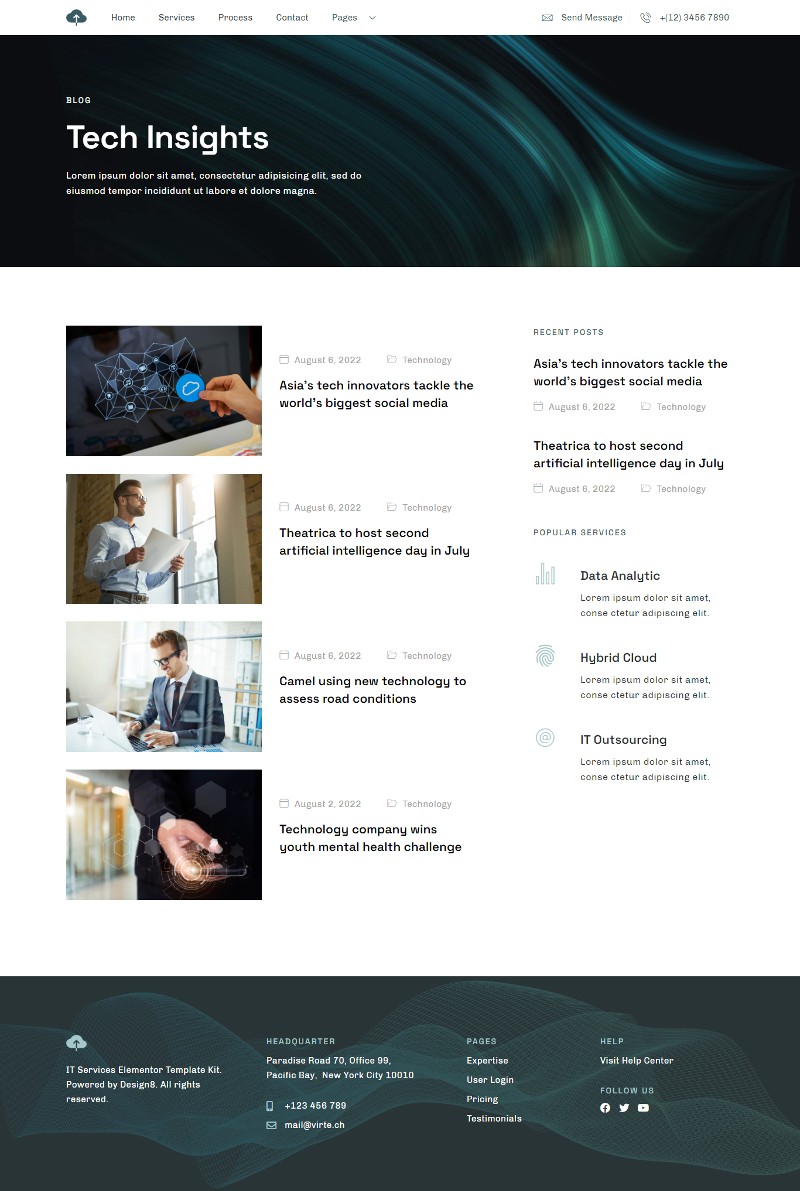 Home Services Process Contact Pages Send Message +(12) 3456 7890
BLOG
Tech Insights
Lorem ipsum dolor sit amet, consectetur adipisicing elit, sed do
eiusmod tempor incididunt ut labore et dolore magna.
August 6, 2022 Technology
Asia's tech innovators tackle the
world's biggest social media
August 6, 2022 Technology
Theatrica to host second
artificial intelligence day in July
August 6, 2022 Technology
Camel using new technology to
assess road conditions
August 2, 2022 Technology
Technology company wins
youth mental health challenge
RECENT POSTS
Asia's tech innovators tackle the
world's biggest social media
August 6, 2022 Technology
Theatrica to host second
artificial intelligence day in July
August 6, 2022 Technology
POPULAR SERVICES
Data Analytic
Lorem ipsum dolor sit amet,
conse ctetur adipiscing elit.
Hybrid Cloud
Lorem ipsum dolor sit amet,
conse ctetur adipiscing elit.
IT Outsourcing
Lorem ipsum dolor sit amet,
conse ctetur adipiscing elit.
IT Services Elementor Template Kit.
Powered by Design8. All rights
reserved.
HEADQUARTER
Paradise Road 70, Office 99,
Pacific Bay, New York City 10010
+123 456 789
mail@virte.ch
PAGES
Expertise
User Login
Pricing
Testimonials
HELP
Visit Help Center
FOLLOW US